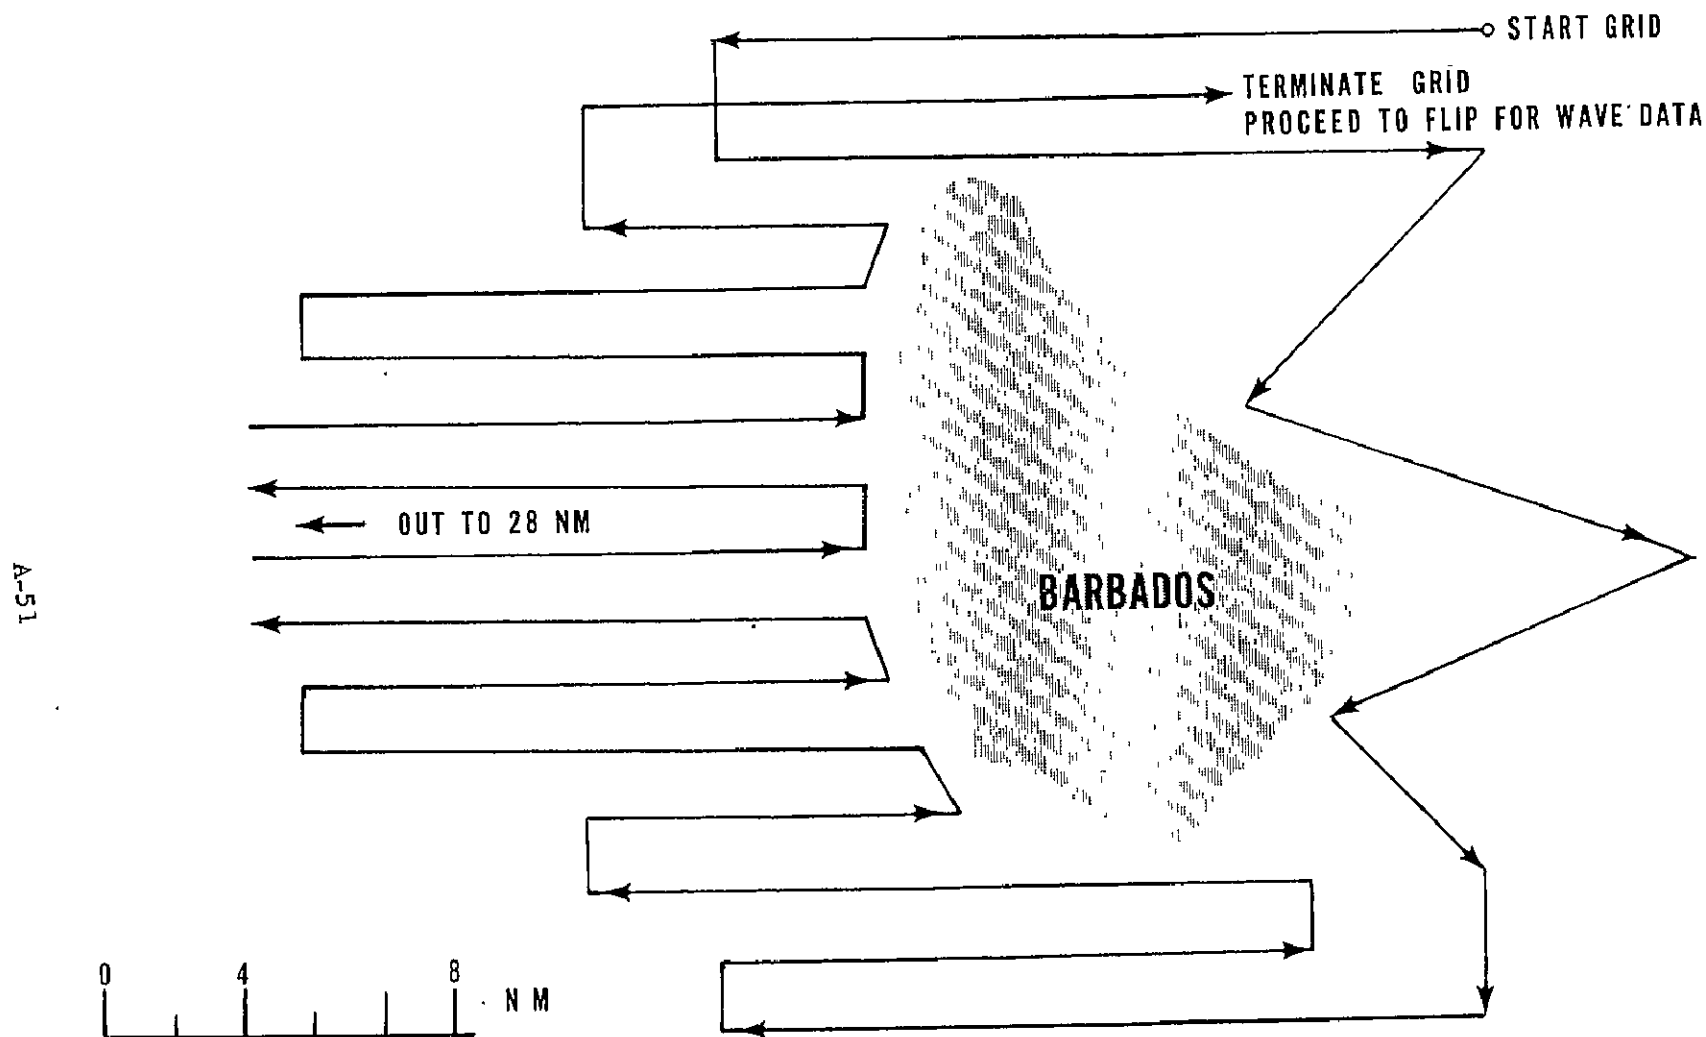 START GRID
TERMINATE GRID
PROCEED TO FLIP FOR WAVE DATA
OUT TO 28 NM
BARBADOS
A-51
0 4 8
N M